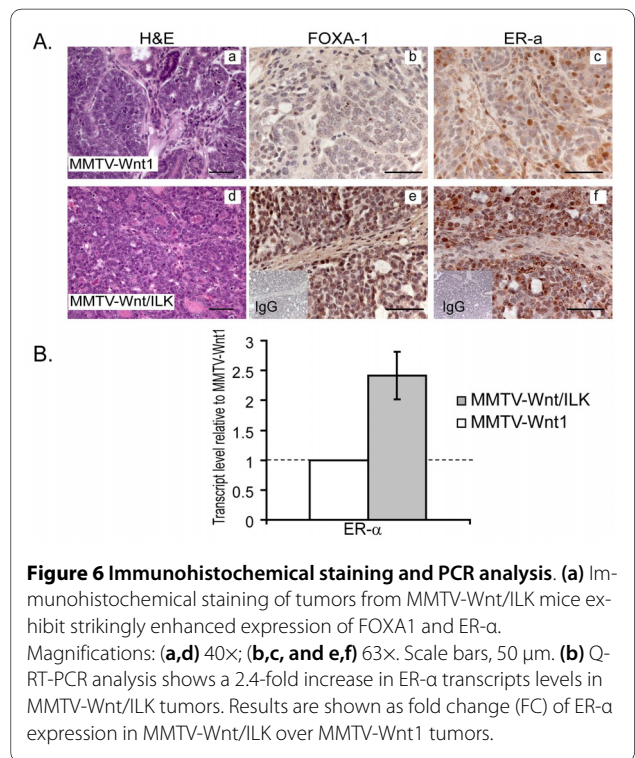 A.
H&E FOXA-1 ER-a
a b c
MMTV-Wnt1
d e f
MMTV-Wnt/ILK IgG IgG
B.
Transcript level relative to MMTV-Wnt1
3
2.5
2
1.5
1
0.5
0
ER-α
MMTV-Wnt/ILK
MMTV-Wnt1
Figure 6 Immunohistochemical staining and PCR analysis. (a) Im-
munohistochemical staining of tumors from MMTV-Wnt/ILK mice ex-
hibit strikingly enhanced expression of FOXA1 and ER-α.
Magnifications: (a,d) 40×; (b,c, and e,f) 63×. Scale bars, 50 μm. (b) Q-
RT-PCR analysis shows a 2.4-fold increase in ER-α transcripts levels in
MMTV-Wnt/ILK tumors. Results are shown as fold change (FC) of ER-α
expression in MMTV-Wnt/ILK over MMTV-Wnt1 tumors.